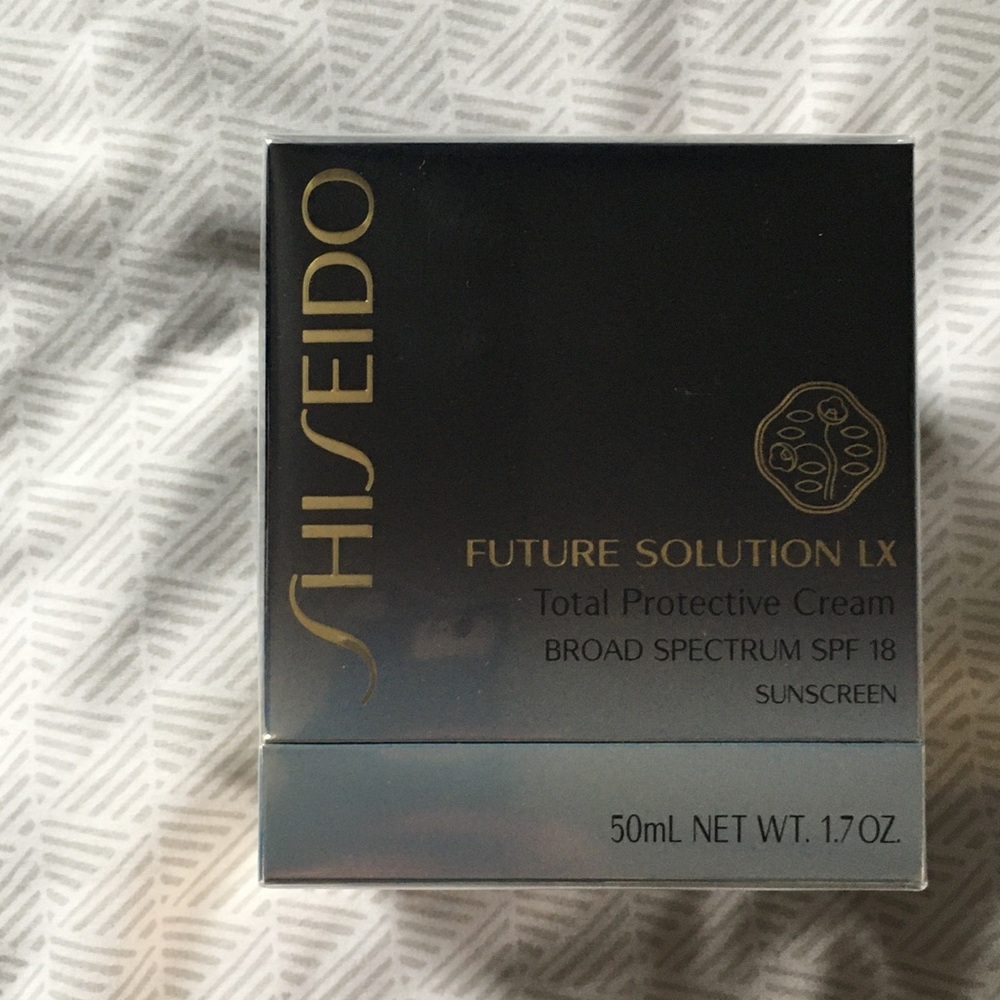 SHISEIDO
FUTURE SOLUTION LX
Total Protective Cream
BROAD SPECTRUM SPF 18
SUNSCREEN
50mL NET WT. 1.7 OZ.